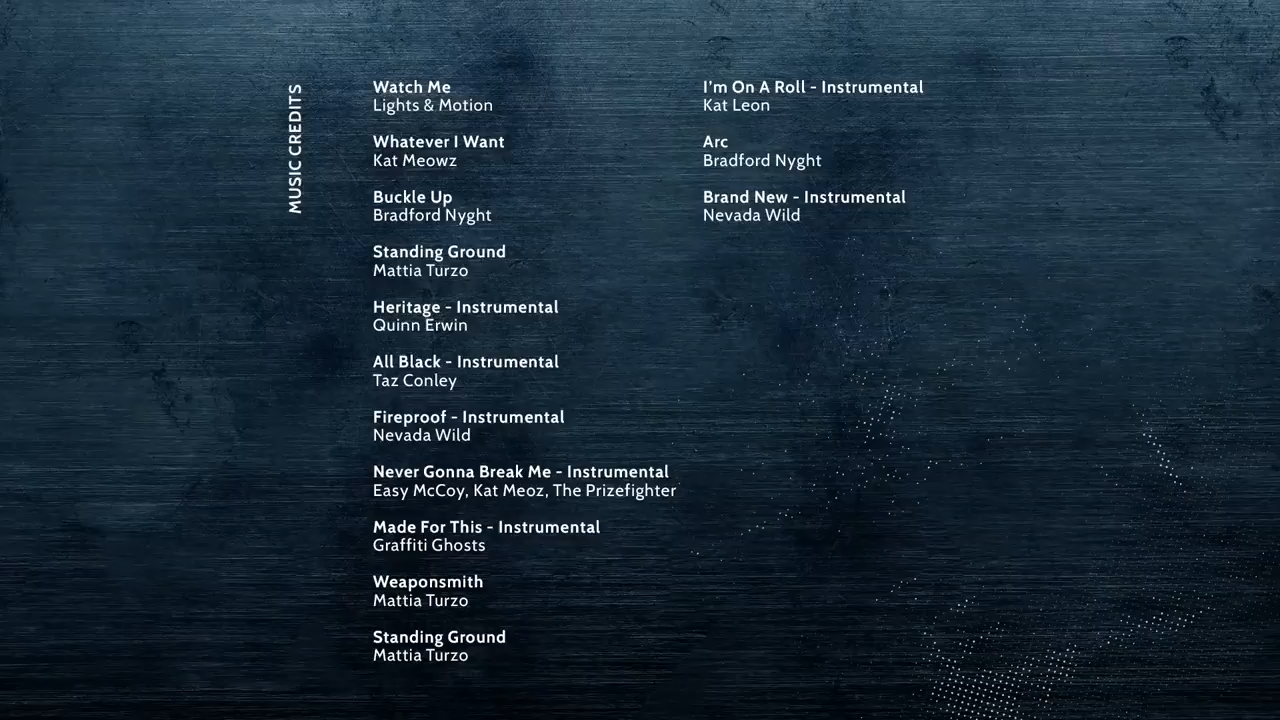 MUSIC CREDITS
Watch Me
Lights & Motion
Whatever I Want
Kat Meowz
Buckle Up
Bradford Nyght
Standing Ground
Mattia Turzo
Heritage - Instrumental
Quinn Erwin
All Black - Instrumental
Taz Conley
Fireproof - Instrumental
Nevada Wild
Never Gonna Break Me - Instrumental
Easy McCoy, Kat Meoz, The Prizefighter
Made For This - Instrumental
Graffiti Ghosts
Weaponsmith
Mattia Turzo
Standing Ground
Mattia Turzo
I'm On A Roll - Instrumental
Kat Leon
Arc
Bradford Nyght
Brand New - Instrumental
Nevada Wild